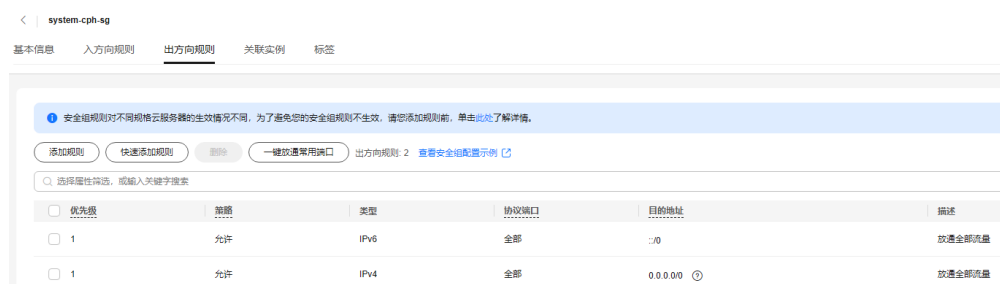 system-cph-sg
基本信息 入方向规则 出方向规则 关联实例 标签
安全组规则对不同规格云服务器的生效情况不同，为了避免您的安全组规则不生效，请您添加规则前，单击此处了解详情。
添加规则 快速添加规则 删除 一键放通常用端口 出方向规则: 2 查看安全组配置示例
选择属性筛选，或输入关键字搜索
优先级 策略 类型 协议端口 目的地址 描述
1 允许 IPv6 全部 ::/0 放通全部流量
1 允许 IPv4 全部 0.0.0.0/0 放通全部流量